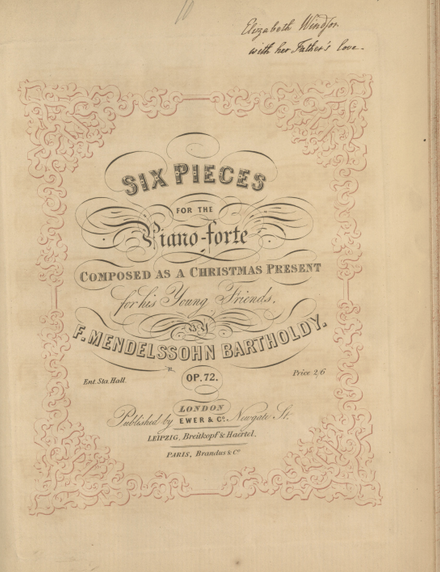 Elizabeth Windsor
with her Father's love.
SIX PIECES
FOR THE
Piano-forte
COMPOSED AS A CHRISTMAS PRESENT
for his Young Friends,
BY
F. MENDELSSOHN BARTHOLDY.
OP. 72.
Ent. Sta. Hall.
Price 2/6
LONDON
Published by EWER & Co. Newgate St.
LEIPZIG, Breitkopf & Haertel.
PARIS, Brandus & Co